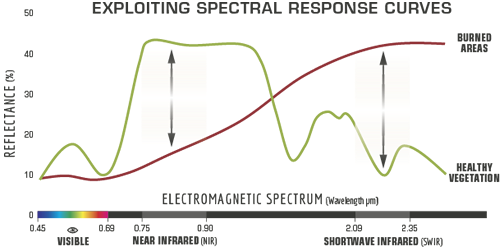 EXPLOITING SPECTRAL RESPONSE CURVES
50
40
30
20
10
0
REFLECTANCE (%)
BURNED
AREAS
HEALTHY
VEGETATION
ELECTROMAGNETIC SPECTRUM (Wavelength µm)
0.45 0.69 0.75 0.90 2.09 2.35
VISIBLE NEAR INFRARED (NIR) SHORTWAVE INFRARED (SWIR)